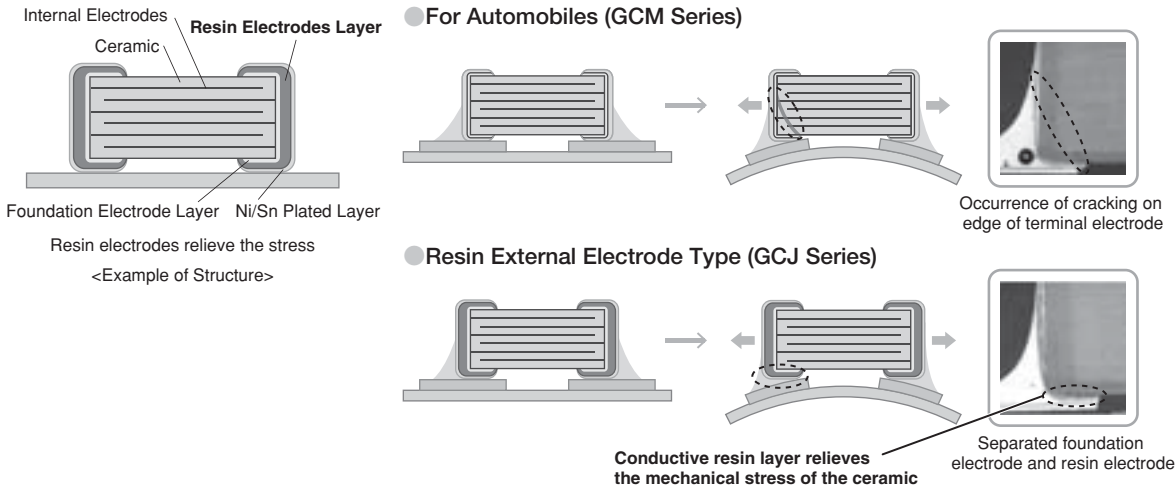 Internal Electrodes
Resin Electrodes Layer
Ceramic
Foundation Electrode Layer
Ni/Sn Plated Layer
Resin electrodes relieve the stress
<Example of Structure>
For Automobiles (GCM Series)
Occurrence of cracking on
edge of terminal electrode
Resin External Electrode Type (GCJ Series)
Conductive resin layer relieves
the mechanical stress of the ceramic
Separated foundation
electrode and resin electrode